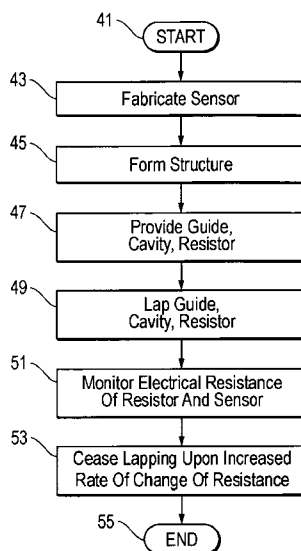 41
START
43
Fabricate Sensor
45
Form Structure
47
Provide Guide,
Cavity, Resistor
49
Lap Guide,
Cavity, Resistor
51
Monitor Electrical Resistance
Of Resistor And Sensor
53
Cease Lapping Upon Increased
Rate Of Change Of Resistance
55
END